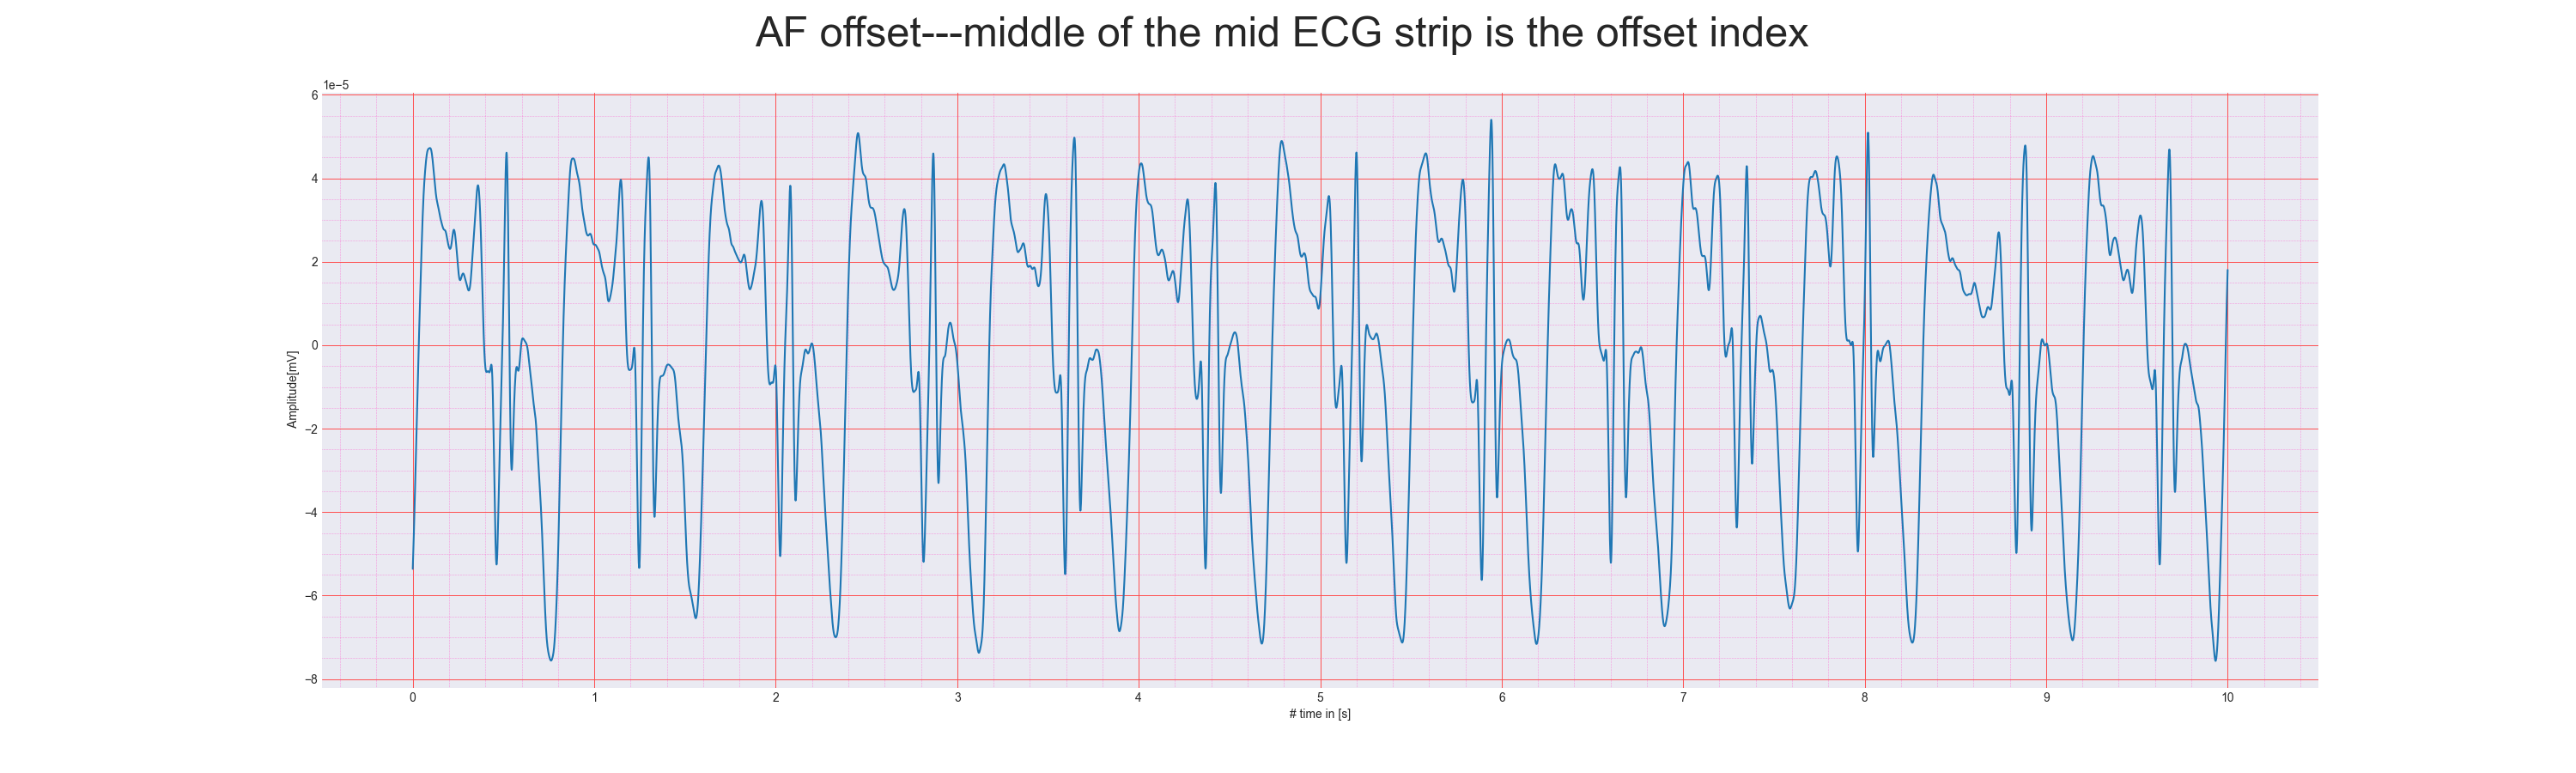 AF offset---middle of the mid ECG strip is the offset index
1e−5
6
4
2
0
−2
−4
−6
−8
Amplitude[mV]
0 1 2 3 4 5 6 7 8 9 10
# time in [s]